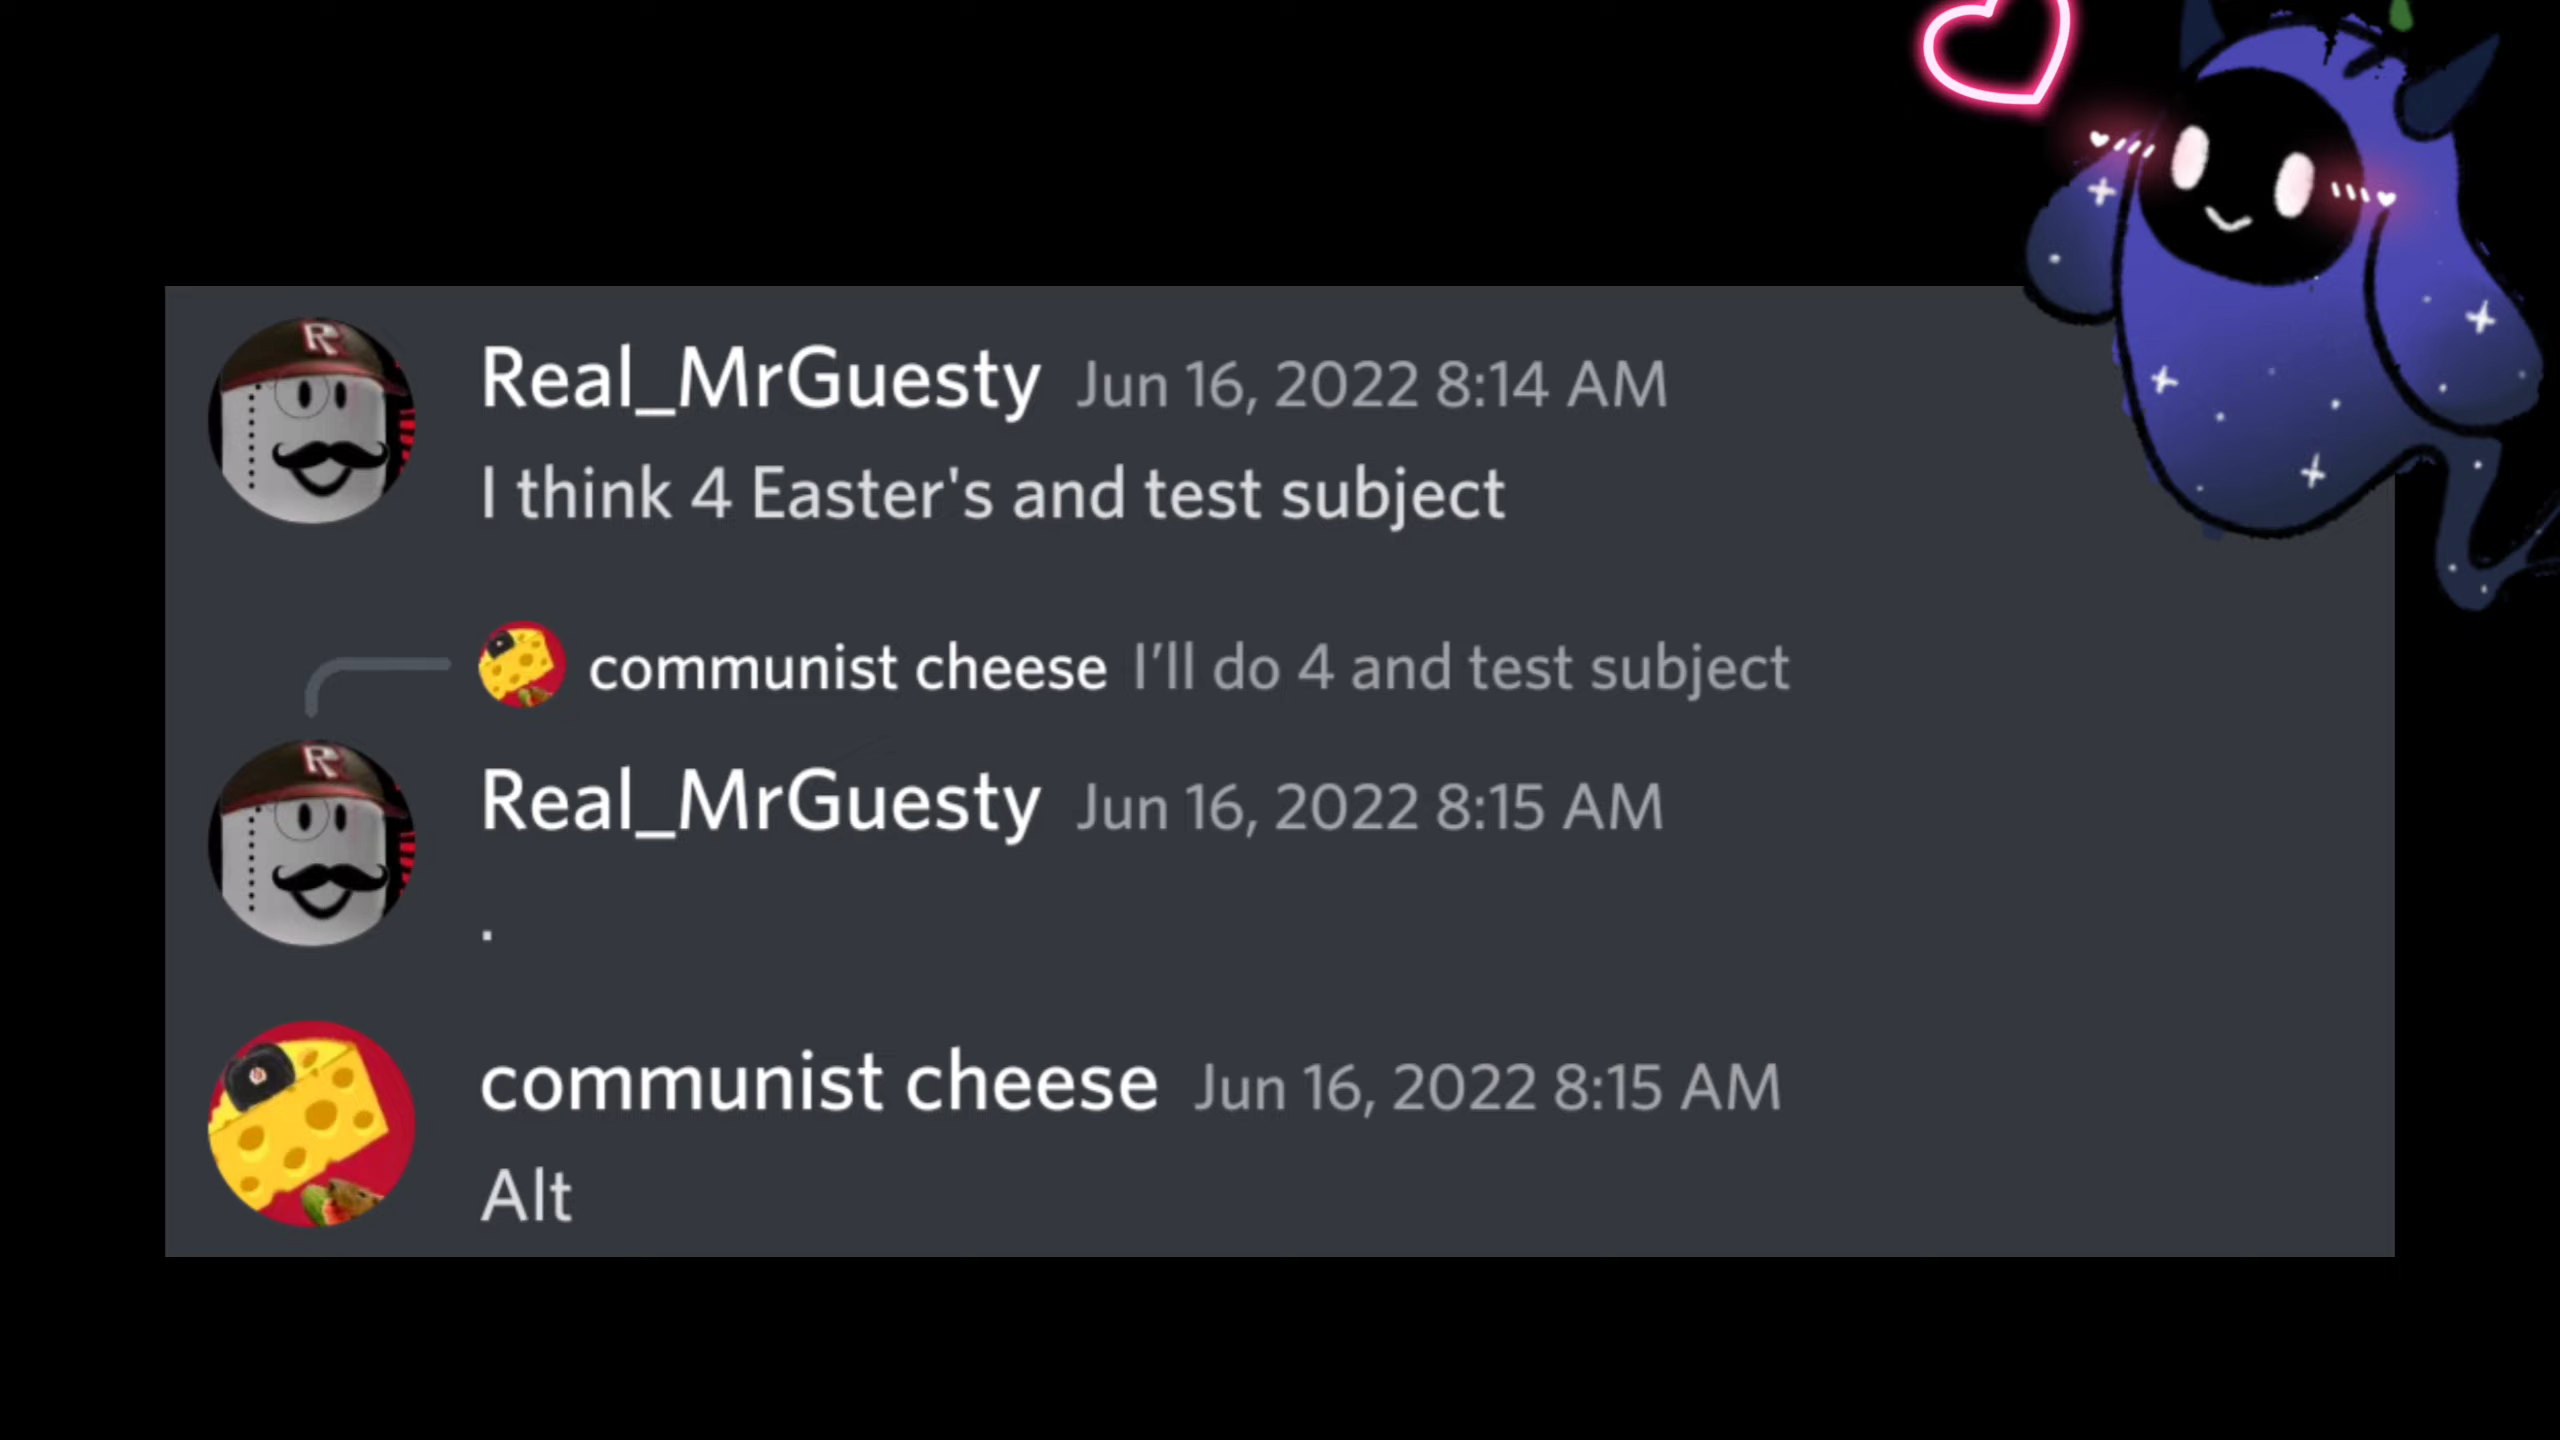 Real_MrGuesty Jun 16, 2022 8:14 AM
I think 4 Easter's and test subject
communist cheese I’ll do 4 and test subject
Real_MrGuesty Jun 16, 2022 8:15 AM
.
communist cheese Jun 16, 2022 8:15 AM
Alt